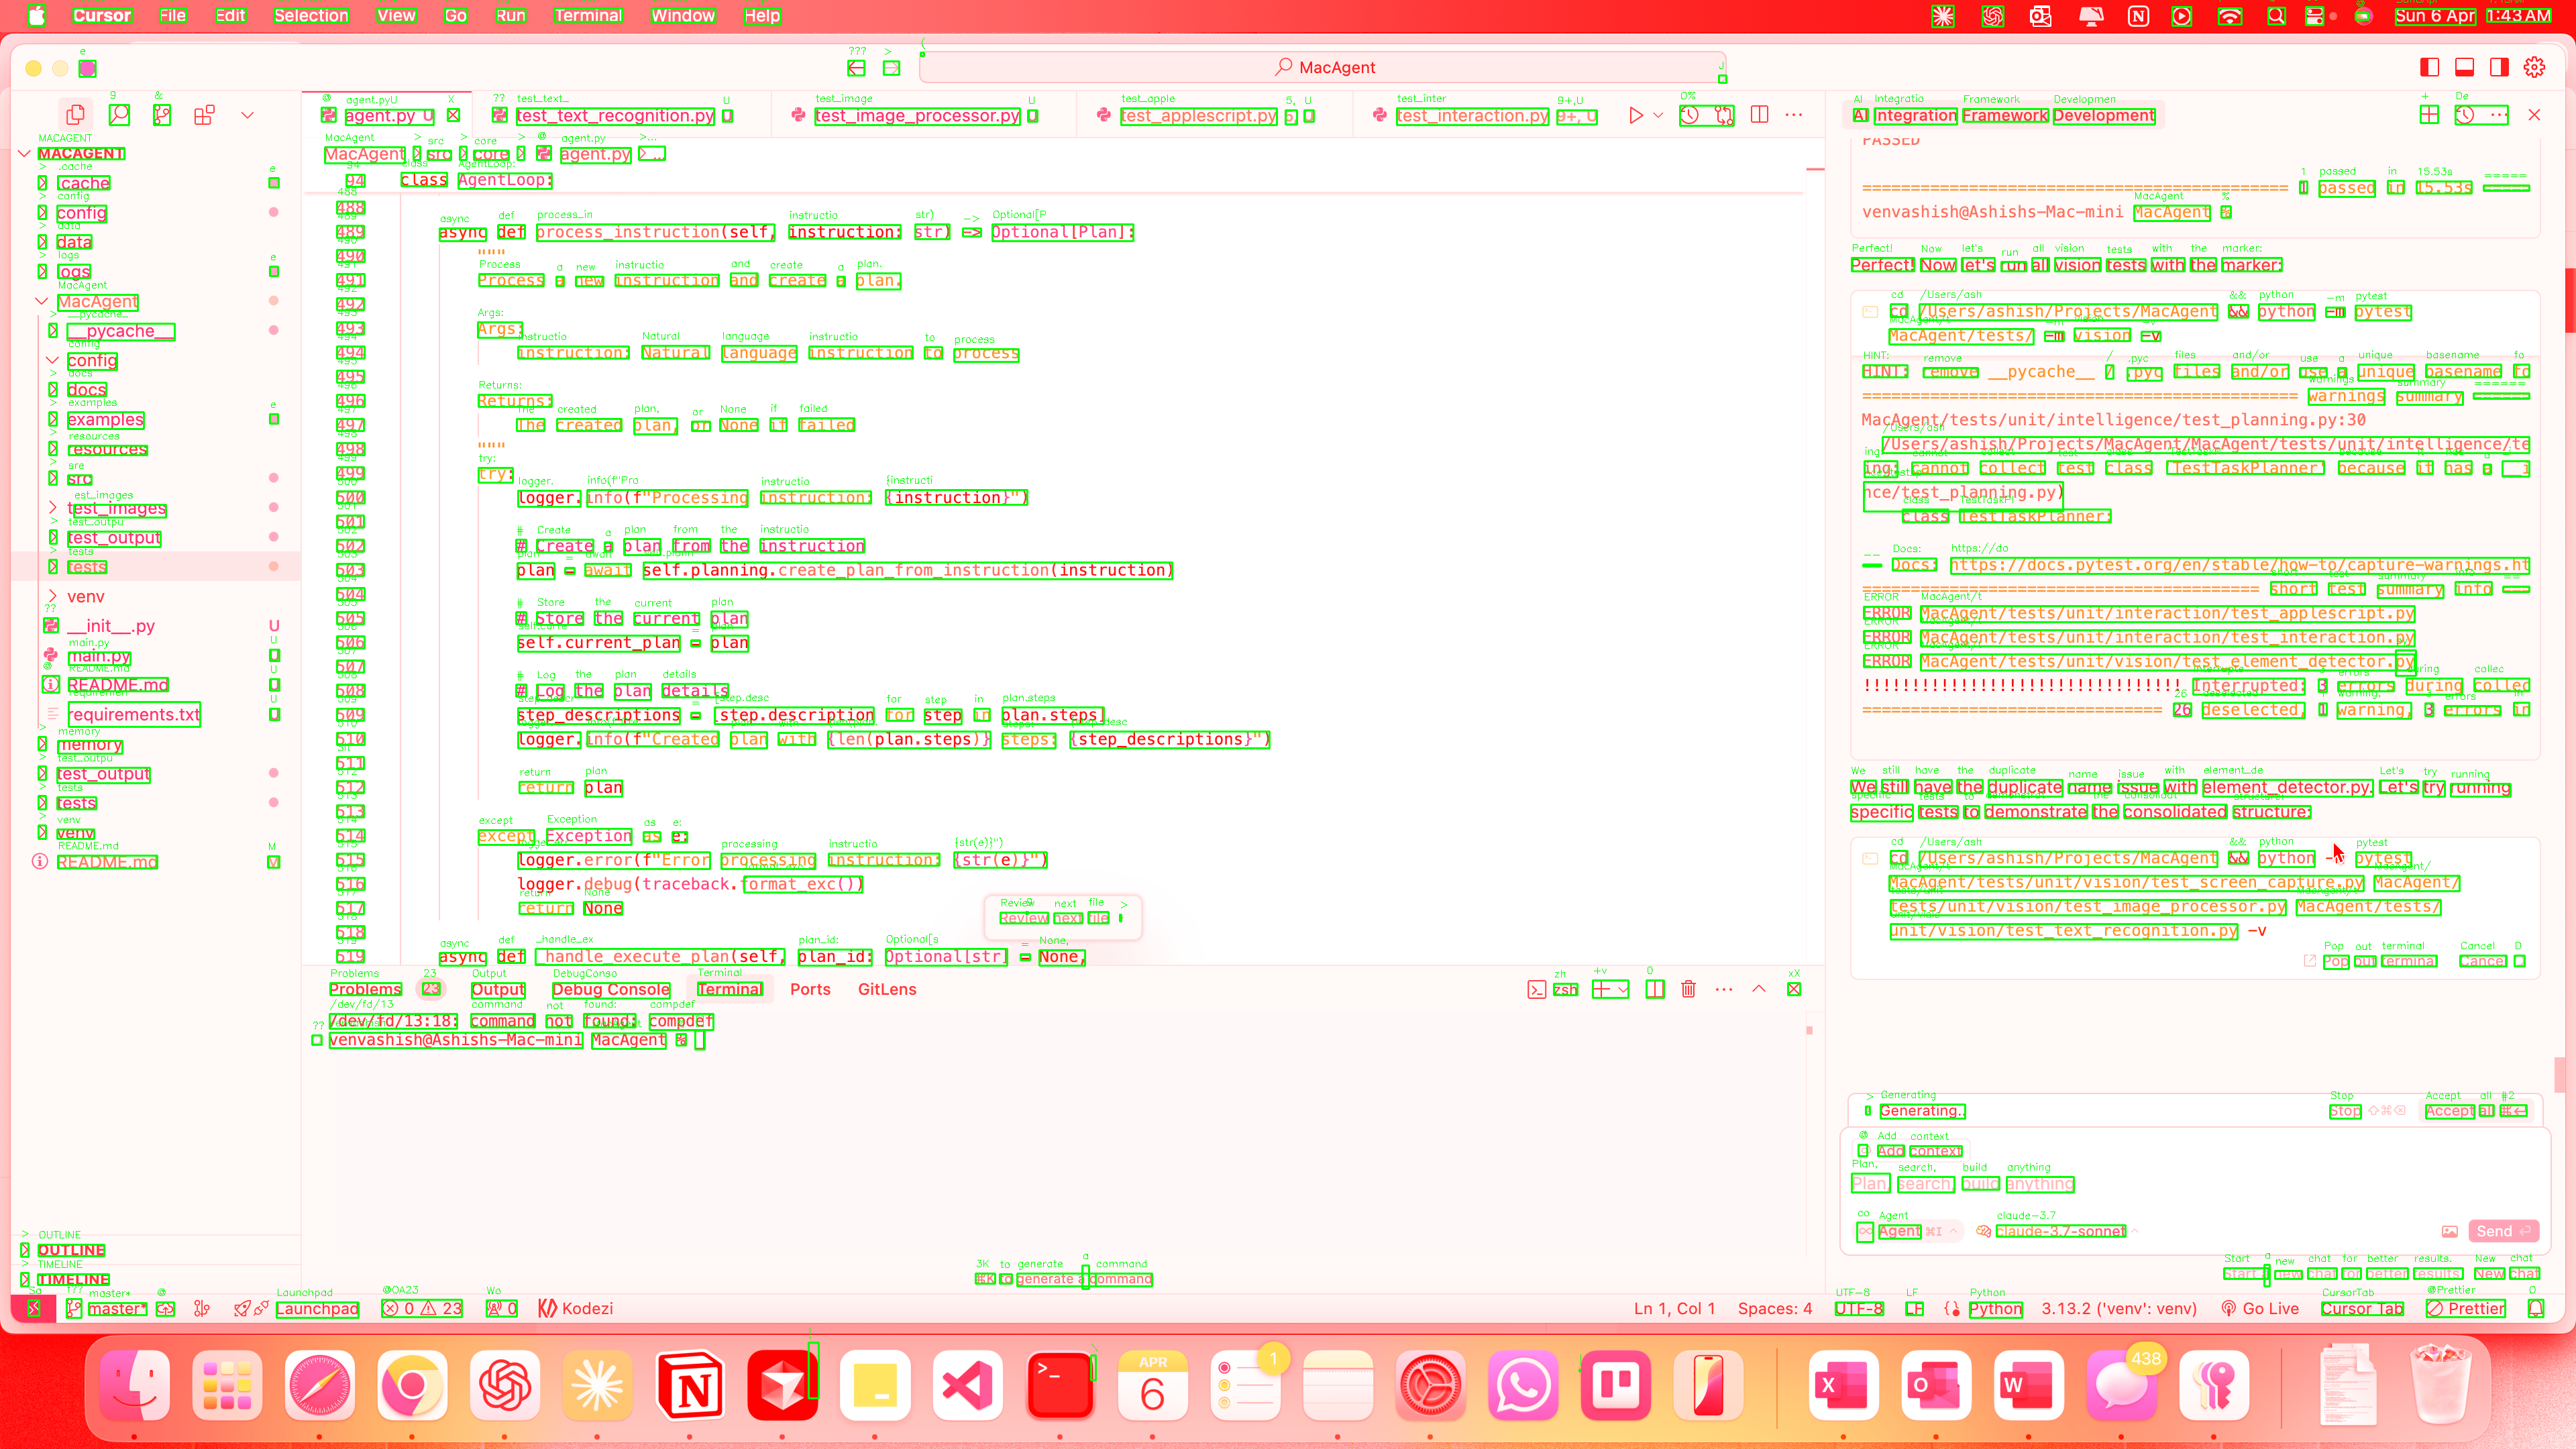 Cursor File Edit Selection View Go Run Terminal Window Help
Sun 6 Apr 1:43 AM
MacAgent
agent.py U
test_text_recognition.py U
test_image_processor.py U
test_applescript.py 5, U
test_interaction.py 9+, U
MACAGENT
.cache
config
data
logs
MacAgent
__pycache__
config
docs
examples
resources
src
test_images
test_output
tests
venv
__init__.py U
main.py U
README.md U
requirements.txt U
memory
test_output
tests
venv
README.md M
OUTLINE
TIMELINE
MacAgent > src > core > agent.py > ...
94 class AgentLoop:
488
489 async def process_instruction(self, instruction: str) -> Optional[Plan]:
490 """
491 Process a new instruction and create a plan.
492
493 Args:
494 instruction: Natural language instruction to process
495
496 Returns:
497 The created plan, or None if failed
498 """
499 try:
500 logger.info(f"Processing instruction: {instruction}")
501
502 # Create a plan from the instruction
503 plan = await self.planning.create_plan_from_instruction(instruction)
504
505 # Store the current plan
506 self.current_plan = plan
507
508 # Log the plan details
509 step_descriptions = [step.description for step in plan.steps]
510 logger.info(f"Created plan with {len(plan.steps)} steps: {step_descriptions}")
511
512 return plan
513
514 except Exception as e:
515 logger.error(f"Error processing instruction: {str(e)}")
516 logger.debug(traceback.format_exc())
517 return None
518
519 async def _handle_execute_plan(self, plan_id: Optional[str] = None,
Review next file >
Problems 23 Output Debug Console Terminal Ports GitLens
zsh
/dev/fd/13:18: command not found: compdef
venvashish@Ashishs-Mac-mini MacAgent %
⌘K to generate a command
AI Integration Framework Development
PASSED
1 passed in 15.53s
venvashish@Ashishs-Mac-mini MacAgent %
Perfect! Now let's run all vision tests with the marker:
cd /Users/ashish/Projects/MacAgent && python -m pytest
MacAgent/tests/ -m vision -v
HINT: remove __pycache__ / .pyc files and/or use a unique basename fo
warnings summary
MacAgent/tests/unit/intelligence/test_planning.py:30
/Users/ashish/Projects/MacAgent/MacAgent/tests/unit/intelligence/te
ing: cannot collect test class 'TestTaskPlanner' because it has a __i
nce/test_planning.py)
class TestTaskPlanner:
-- Docs: https://docs.pytest.org/en/stable/how-to/capture-warnings.ht
short test summary info
ERROR MacAgent/tests/unit/interaction/test_applescript.py
ERROR MacAgent/tests/unit/interaction/test_interaction.py
ERROR MacAgent/tests/unit/vision/test_element_detector.py
!!!!!!!!!!!!!!!!!!!!!!!!!!!!!!! Interrupted: 3 errors during collec
26 deselected, 1 warning, 3 errors in
We still have the duplicate name issue with element_detector.py. Let's try running
specific tests to demonstrate the consolidated structure:
cd /Users/ashish/Projects/MacAgent && python -m pytest
MacAgent/tests/unit/vision/test_screen_capture.py MacAgent/
tests/unit/vision/test_image_processor.py MacAgent/tests/
unit/vision/test_text_recognition.py -v
Pop out terminal Cancel
Generating.. Stop ⇧⌘⌫ Accept all ⌘↩
Add context
Plan, search, build anything
Agent ⌘I claude-3.7-sonnet Send
Start a new chat for better results. New chat
master* Launchpad 0 23 0 Kodezi
Ln 1, Col 1 Spaces: 4 UTF-8 LF Python 3.13.2 ('venv': venv) Go Live Cursor Tab Prettier
APR
6
1
438